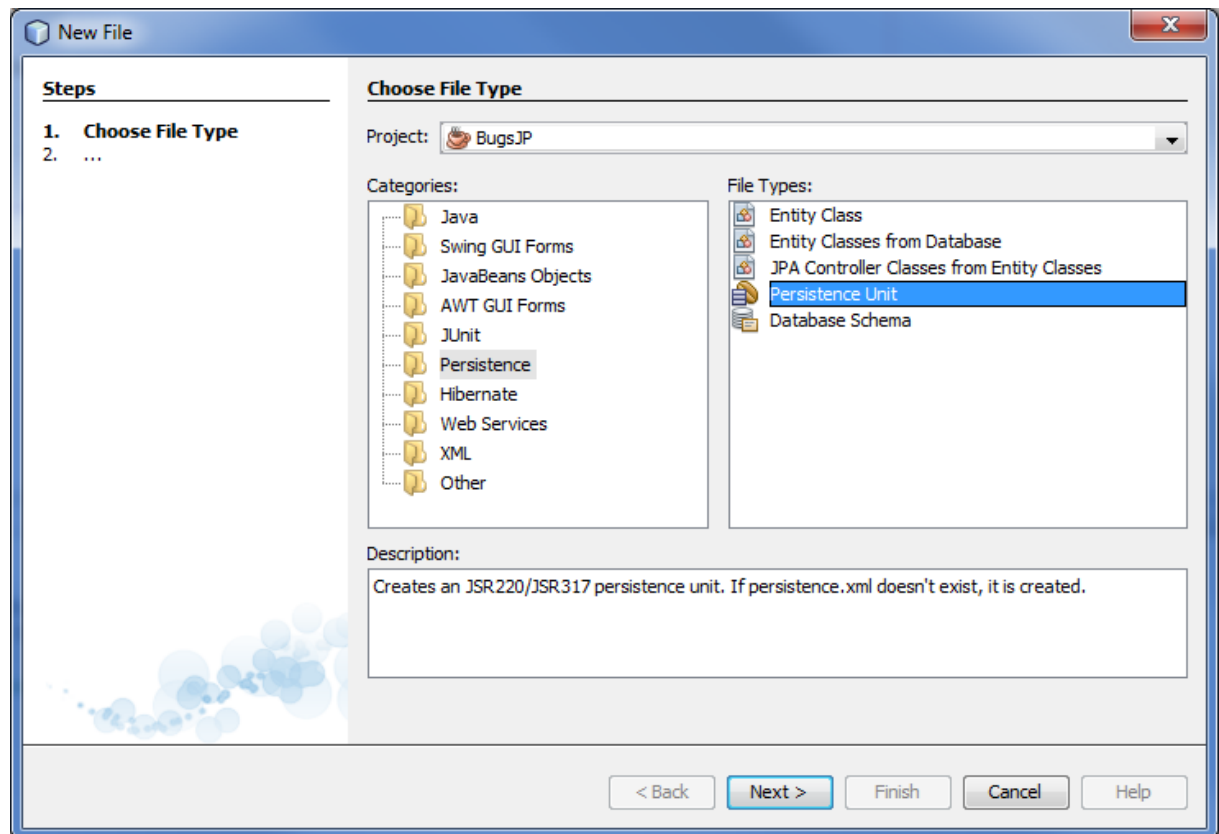 New File
Steps
1. Choose File Type
2. ...
Choose File Type
Project: BugsJP
Categories:
Java
Swing GUI Forms
JavaBeans Objects
AWT GUI Forms
JUnit
Persistence
Hibernate
Web Services
XML
Other
File Types:
Entity Class
Entity Classes from Database
JPA Controller Classes from Entity Classes
Persistence Unit
Database Schema
Description:
Creates an JSR220/JSR317 persistence unit. If persistence.xml doesn't exist, it is created.
< Back Next > Finish Cancel Help